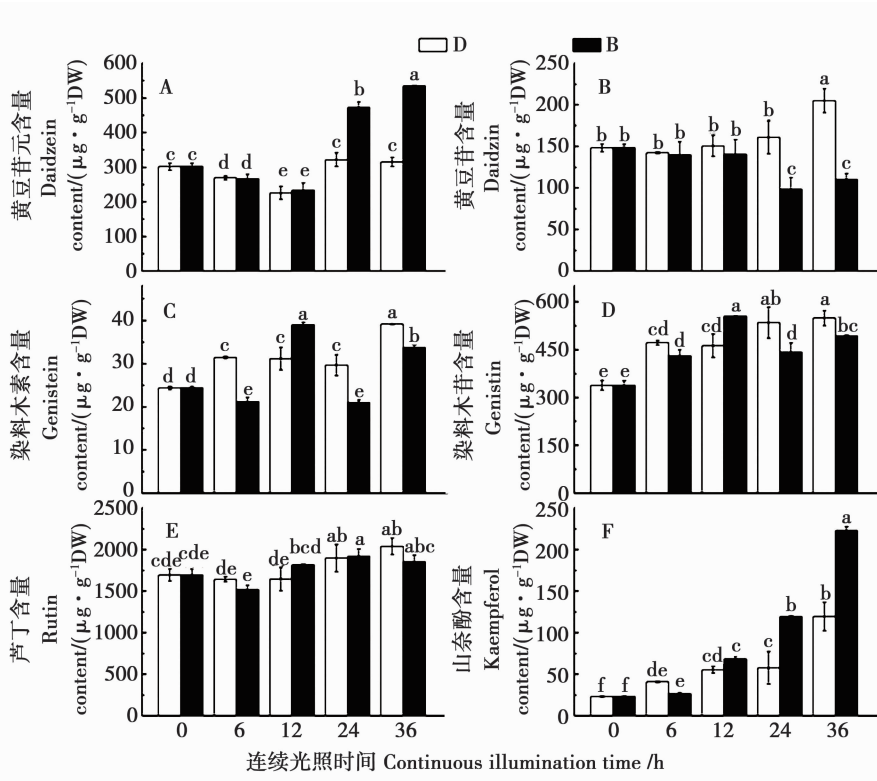 D B
黄豆苷元含量
Daidzein
content/(μg·g⁻¹DW)
600
500
400
300
200
100
0
A
c c d d e e c b c a
黄豆苷含量
Daidzin
content/(μg·g⁻¹DW)
250
200
150
100
50
0
B
b b b b b b b c a c
染料木素含量
Genistein
content/(μg·g⁻¹DW)
40
30
20
10
0
C
d d c e c a c e a b
染料木苷含量
Genistin
content/(μg·g⁻¹DW)
600
450
300
150
0
D
e e cd d cd a ab d a bc
芦丁含量
Rutin
content/(μg·g⁻¹DW)
2500
2000
1500
1000
500
0
E
cde cde de e de bcd ab a ab abc
0 6 12 24 36
山奈酚含量
Kaempferol
content/(μg·g⁻¹DW)
250
200
150
100
50
0
F
f f de e cd c c b b a
0 6 12 24 36
连续光照时间 Continuous illumination time /h